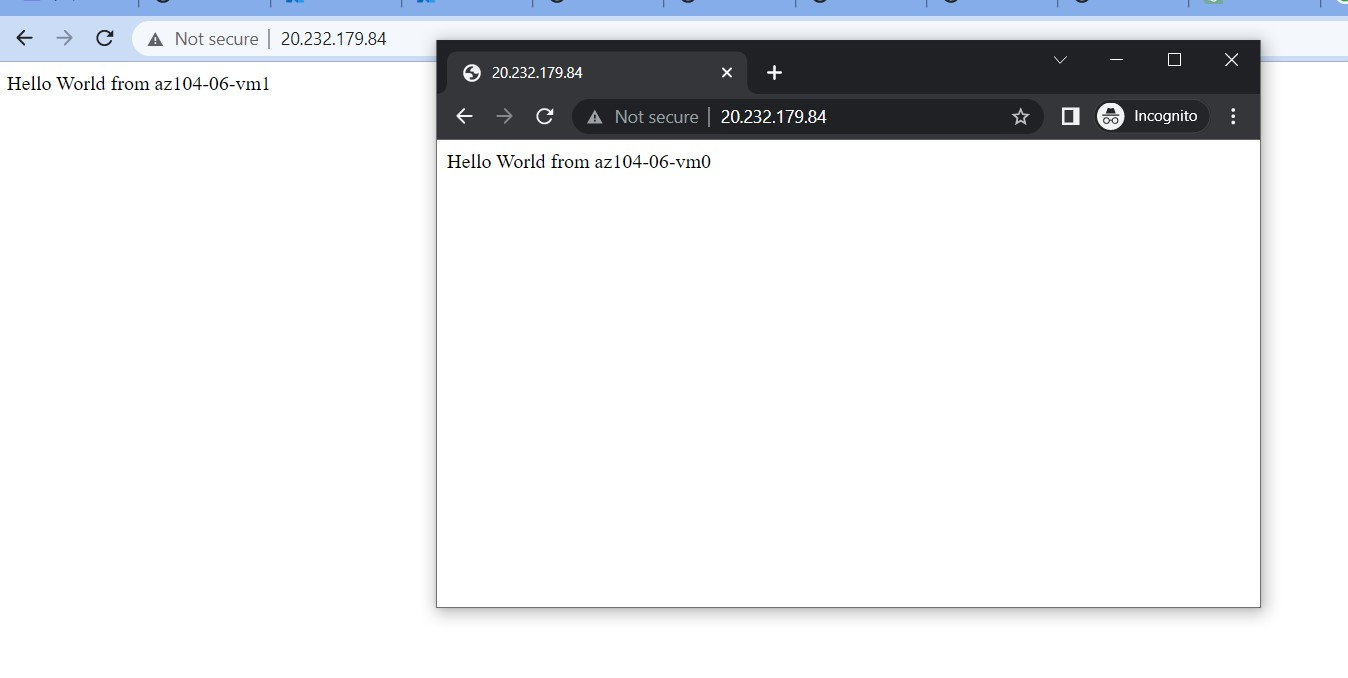 Not secure | 20.232.179.84
Hello World from az104-06-vm1
20.232.179.84
Not secure | 20.232.179.84
Incognito
Hello World from az104-06-vm0